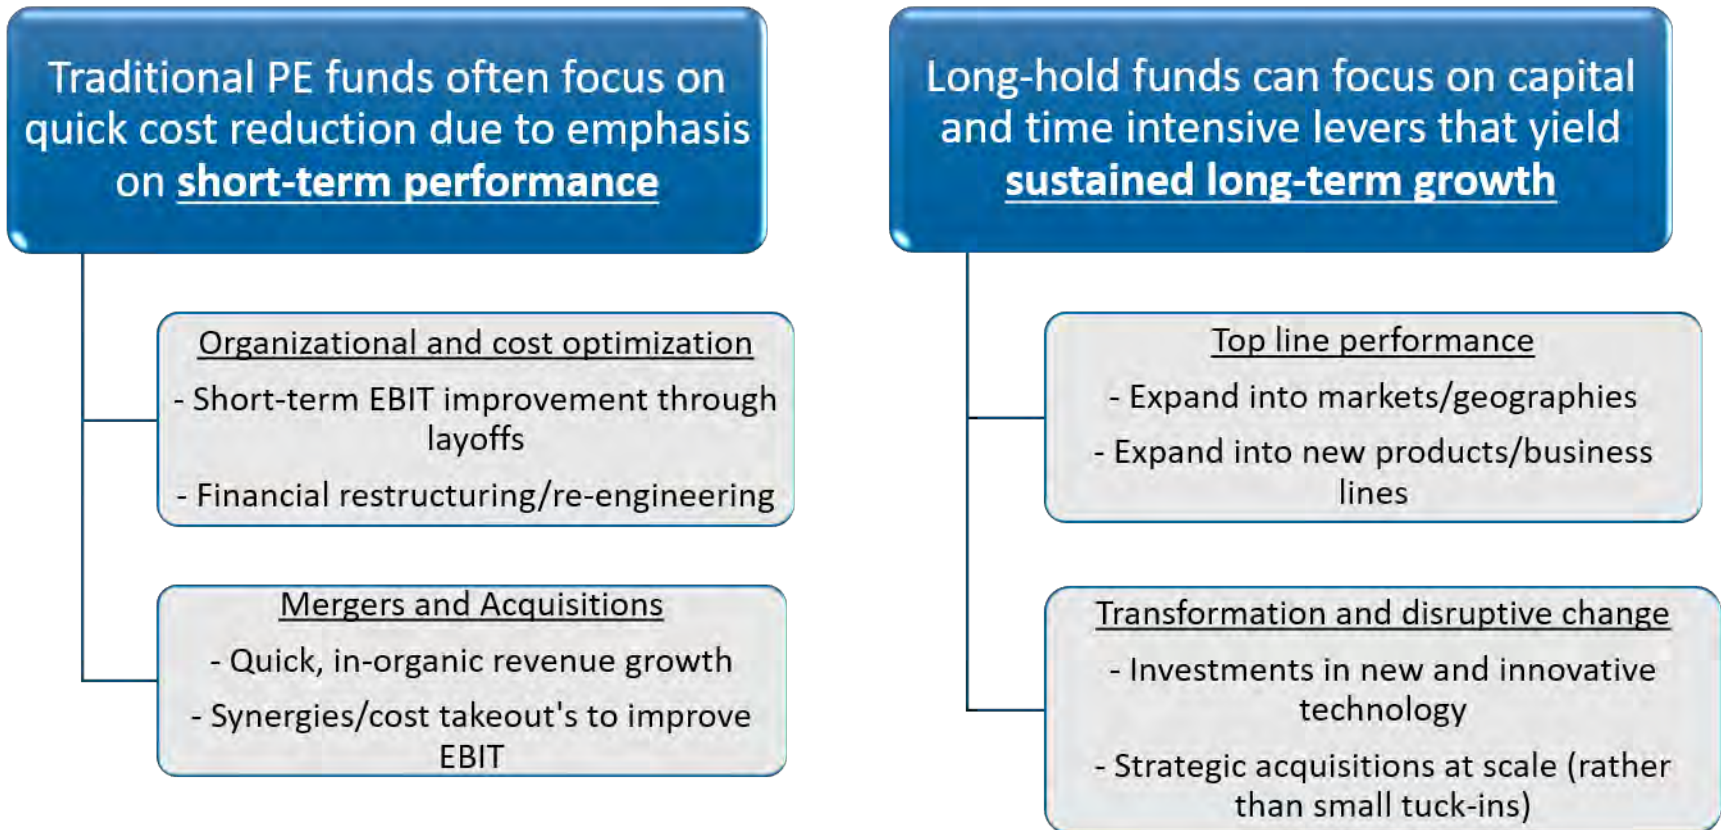 Traditional PE funds often focus on
quick cost reduction due to emphasis
on short-term performance
Organizational and cost optimization
- Short-term EBIT improvement through
layoffs
- Financial restructuring/re-engineering
Mergers and Acquisitions
- Quick, in-organic revenue growth
- Synergies/cost takeout's to improve
EBIT
Long-hold funds can focus on capital
and time intensive levers that yield
sustained long-term growth
Top line performance
- Expand into markets/geographies
- Expand into new products/business
lines
Transformation and disruptive change
- Investments in new and innovative
technology
- Strategic acquisitions at scale (rather
than small tuck-ins)